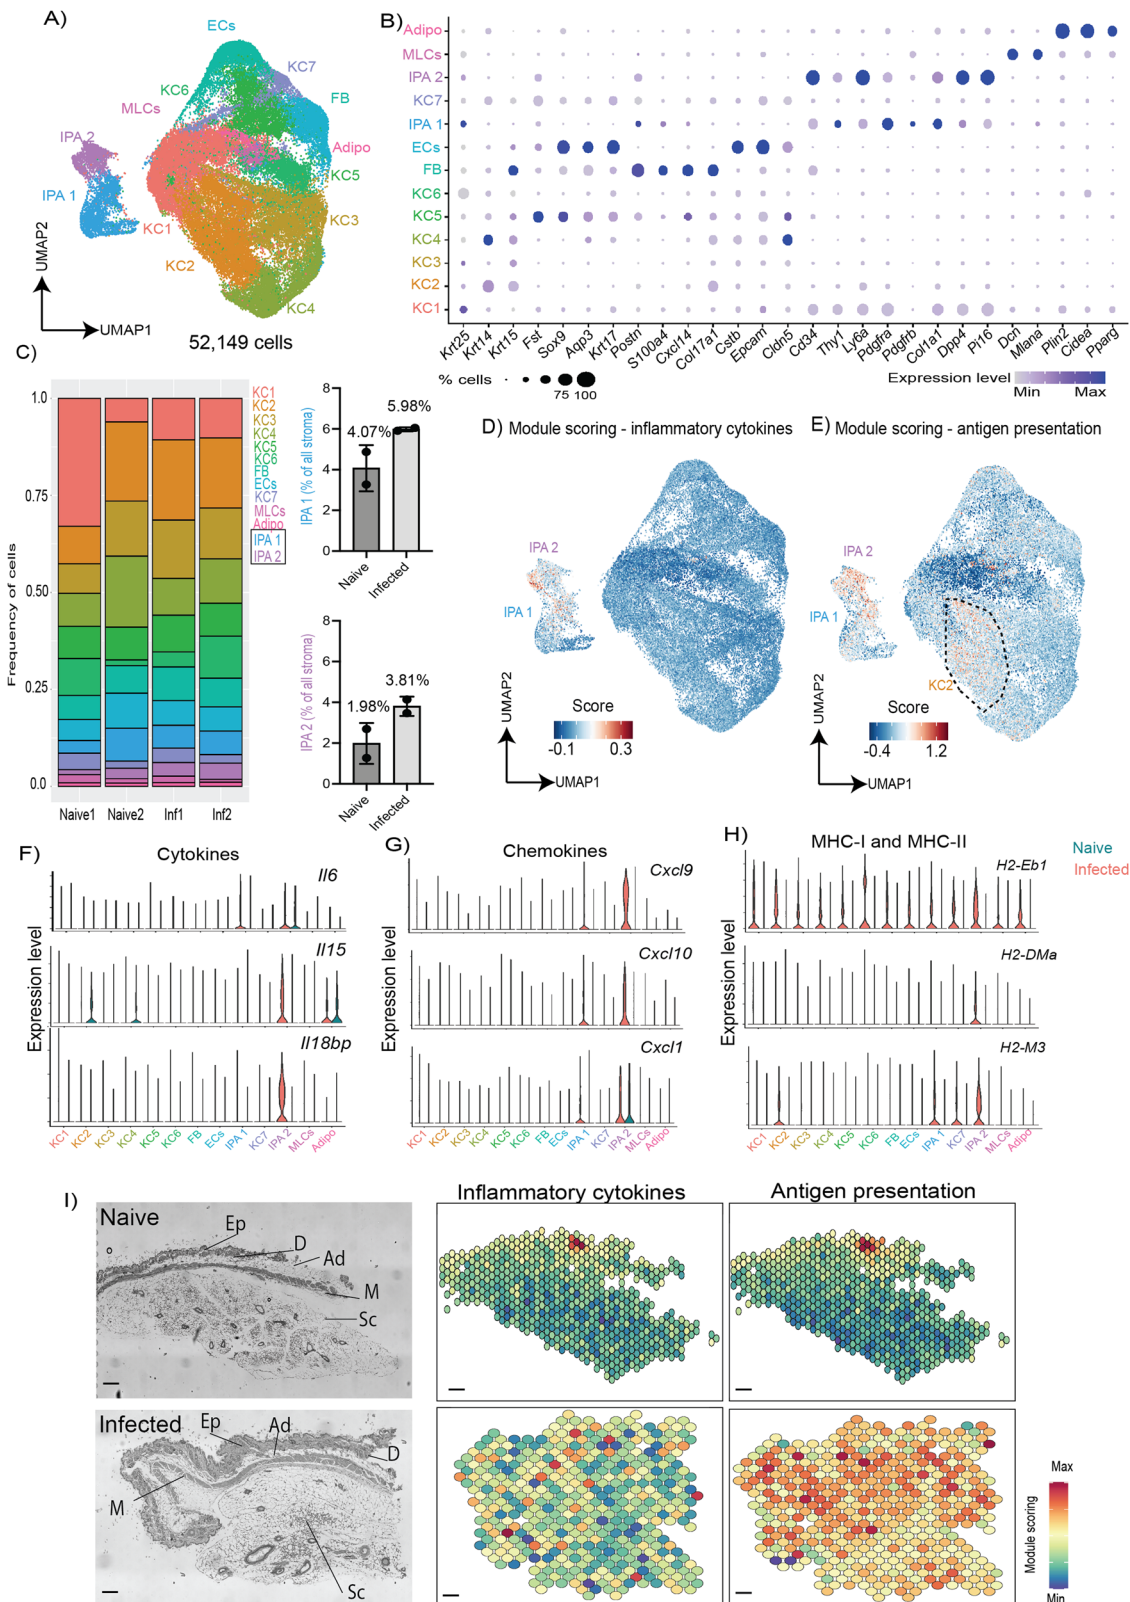 A)
ECs
KC7
KC6
FB
MLCs
IPA 2
Adipo
KC5
IPA 1
KC3
KC1
KC2
KC4
UMAP2
UMAP1
52,149 cells
B)
Adipo
MLCs
IPA 2
KC7
IPA 1
ECs
FB
KC6
KC5
KC4
KC3
KC2
KC1
Krt25 Krt14 Krt15 Fst Sox9 Aqp3 Krt17 Postn S100a4 Cxcl14 Col17a1 Cstb Epcam Cldn5 Cd34 Thy1 Ly6a Pdgfra Pdgfrb Col1a1 Dpp4 Pi16 Dcn Mlana Plin2 Cidea Pparg
% cells
75 100
Expression level
Min Max
C)
Frequency of cells
1.0
0.75
0.50
0.25
0.0
Naive1 Naive2 Inf1 Inf2
KC1
KC2
KC3
KC4
KC5
KC6
FB
ECs
KC7
MLCs
Adipo
IPA 1
IPA 2
IPA 1 (% of all stroma)
8
6
4
2
0
4.07%
5.98%
Naive
Infected
IPA 2 (% of all stroma)
8
6
4
2
0
1.98%
3.81%
Naive
Infected
D) Module scoring - inflammatory cytokines
IPA 2
IPA 1
Score
-0.1 0.3
UMAP2
UMAP1
E) Module scoring - antigen presentation
IPA 2
IPA 1
KC2
Score
-0.4 1.2
UMAP2
UMAP1
F)
Cytokines
Il6
Il15
Il18bp
Expression level
KC1 KC2 KC3 KC4 KC5 KC6 FB ECs IPA 1 KC7 IPA 2 MLCs Adipo
G)
Chemokines
Cxcl9
Cxcl10
Cxcl1
Expression level
KC1 KC2 KC3 KC4 KC5 KC6 FB ECs IPA 1 KC7 IPA 2 MLCs Adipo
H)
MHC-I and MHC-II
Naive
Infected
H2-Eb1
H2-DMa
H2-M3
Expression level
KC1 KC2 KC3 KC4 KC5 KC6 FB ECs IPA 1 KC7 IPA 2 MLCs Adipo
I)
Inflammatory cytokines
Antigen presentation
Naive
Ep
D
Ad
M
Sc
Infected
Ep
Ad
D
M
Sc
Max
Module scoring
Min